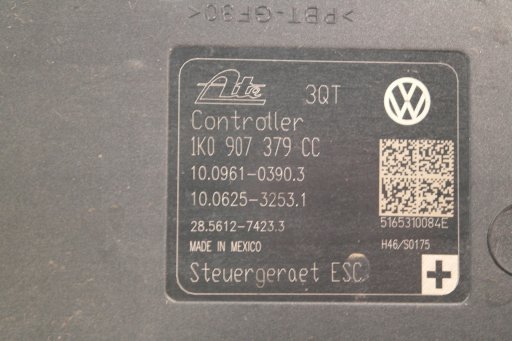 >PBT-GF30<
Ate 3QT
Controller
1K0 907 379 CC
10.0961-0390.3
10.0625-3253.1
28.5612-7423.3
5165310084E
MADE IN MEXICO
H46/S0175
Steuergeraet ESC